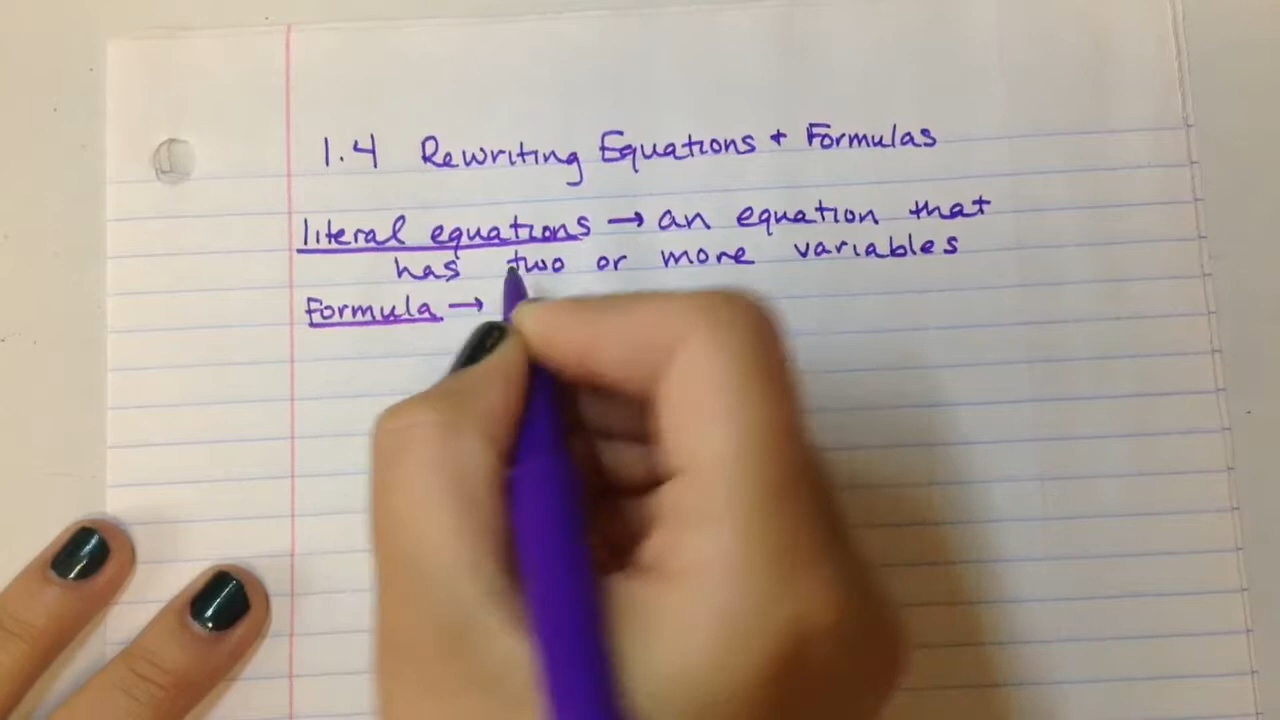 1.4 Rewriting Equations + Formulas
literal equations → an equation that
has two or more variables
Formula →